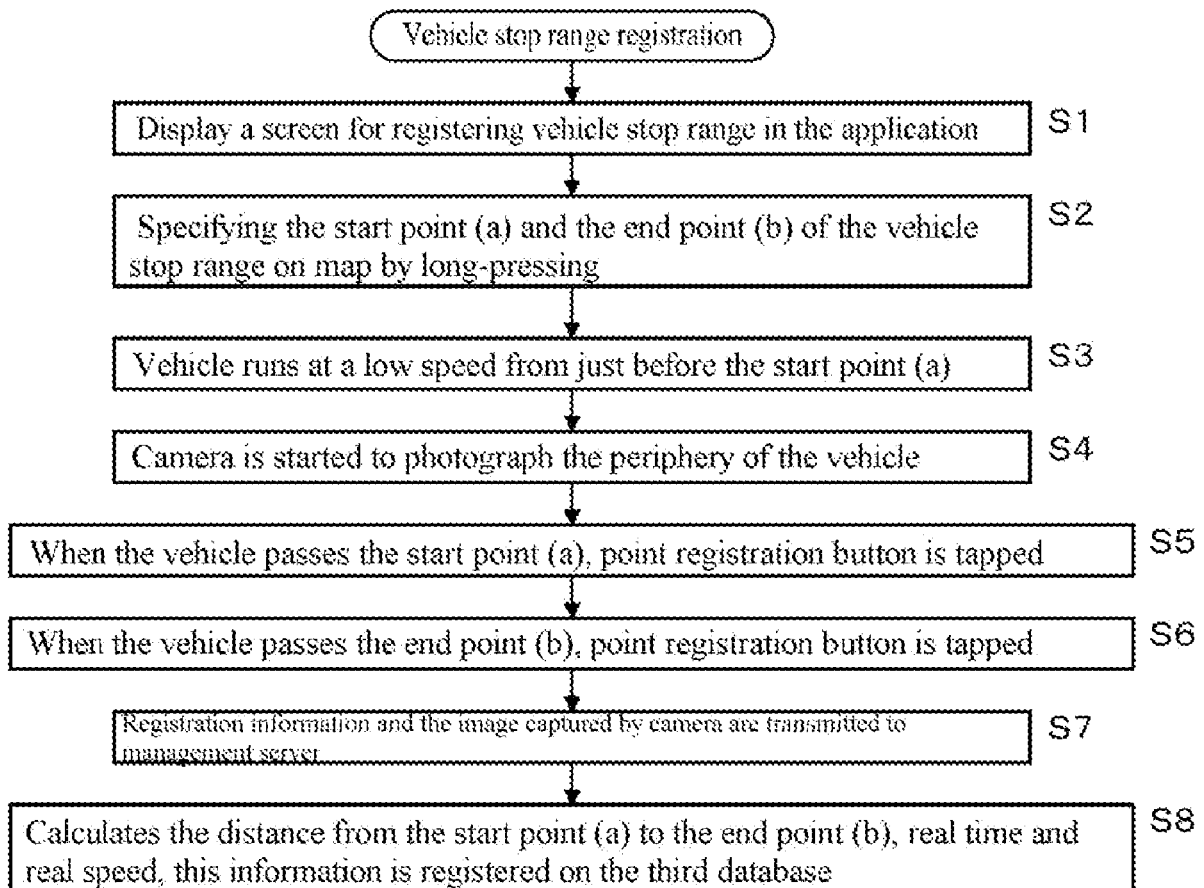 Vehicle stop range registration
Display a screen for registering vehicle stop range in the application
S1
Specifying the start point (a) and the end point (b) of the vehicle
stop range on map by long-pressing
S2
Vehicle runs at a low speed from just before the start point (a)
S3
Camera is started to photograph the periphery of the vehicle
S4
When the vehicle passes the start point (a), point registration button is tapped
S5
When the vehicle passes the end point (b), point registration button is tapped
S6
Registration information and the image captured by camera are transmitted to
management server
S7
Calculates the distance from the start point (a) to the end point (b), real time and
real speed, this information is registered on the third database
S8